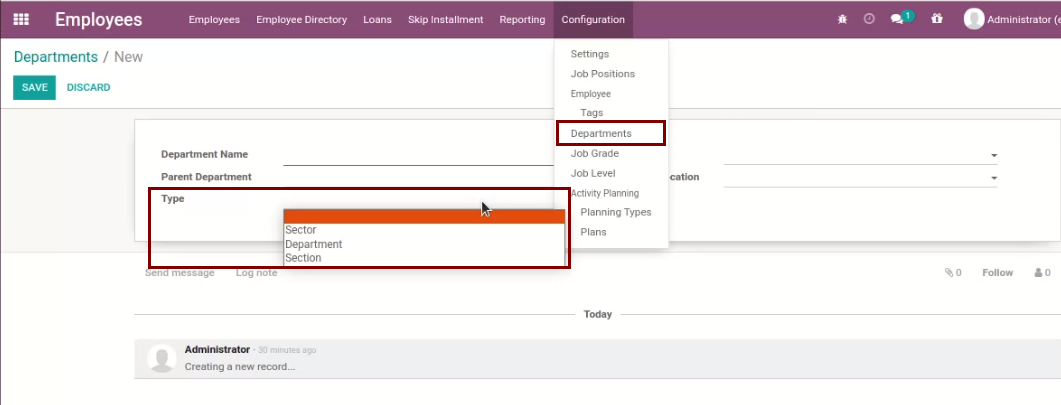 Employees Employees Employee Directory Loans Skip Installment Reporting Configuration 1 Administrator (e
Departments / New
SAVE DISCARD
Settings
Job Positions
Employee
Tags
Departments
Job Grade
Job Level
Activity Planning
Planning Types
Plans
Department Name
Parent Department cation
Type
Sector
Department
Section
Send message Log note 0 Follow 0
Today
Administrator - 30 minutes ago
Creating a new record...